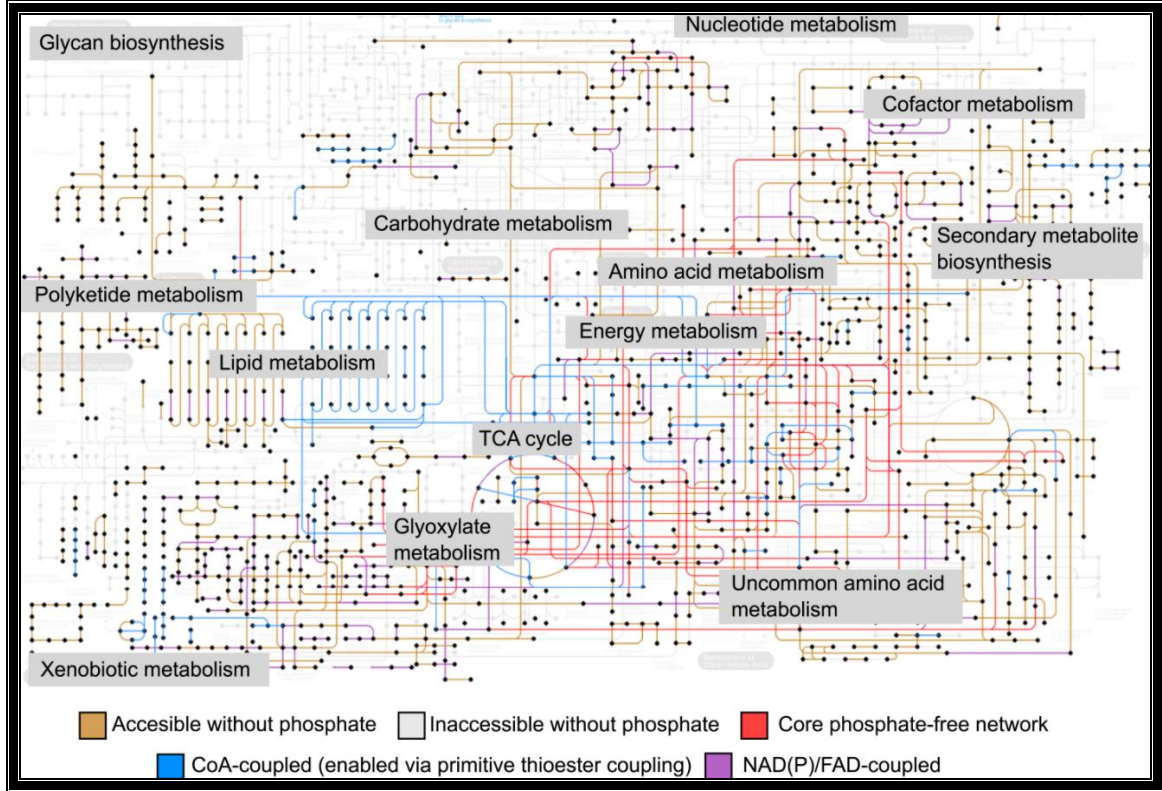 Nucleotide metabolism
Glycan biosynthesis
Cofactor metabolism
Carbohydrate metabolism
Secondary metabolite
biosynthesis
Amino acid metabolism
Polyketide metabolism
Energy metabolism
Lipid metabolism
TCA cycle
Glyoxylate
metabolism
Uncommon amino acid
metabolism
Xenobiotic metabolism
Accesible without phosphate
Inaccessible without phosphate
Core phosphate-free network
CoA-coupled (enabled via primitive thioester coupling)
NAD(P)/FAD-coupled